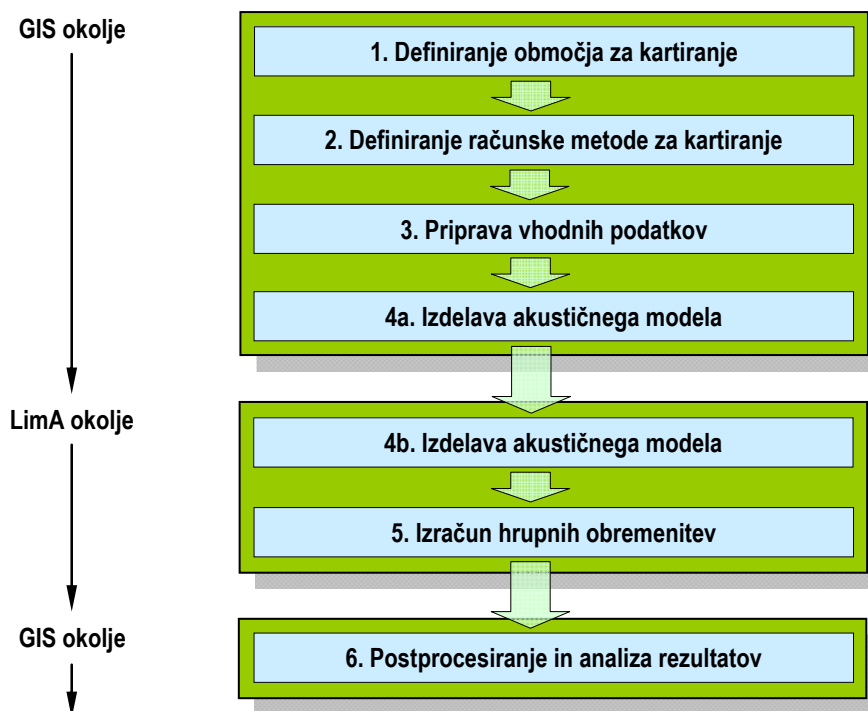 GIS okolje
1. Definiranje območja za kartiranje
2. Definiranje računske metode za kartiranje
3. Priprava vhodnih podatkov
4a. Izdelava akustičnega modela
LimA okolje
4b. Izdelava akustičnega modela
5. Izračun hrupnih obremenitev
GIS okolje
6. Postprocesiranje in analiza rezultatov